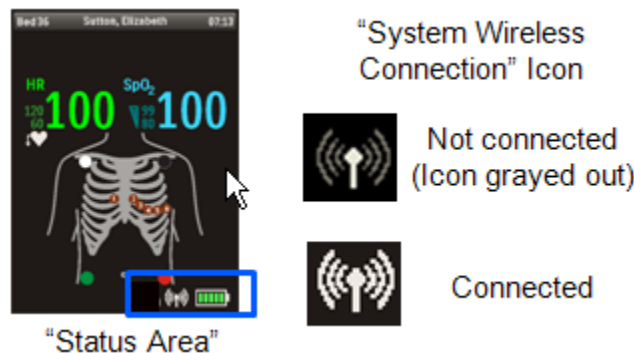 Bed 36 Sutton, Elizabeth 07:13
HR
120
60
100
SpO2
99
80
100
"Status Area"
"System Wireless
Connection" Icon
Not connected
(Icon grayed out)
Connected